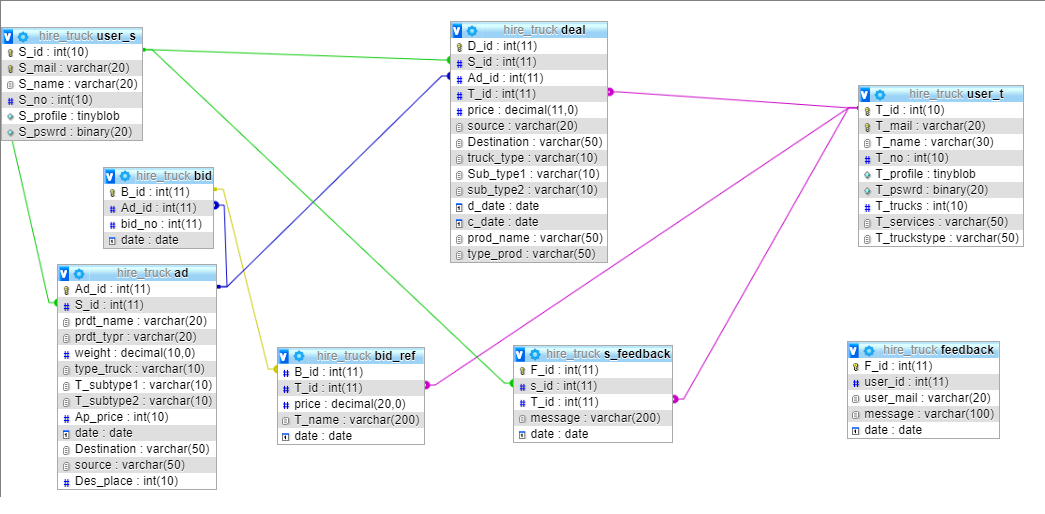 hire_truck user_s
S_id : int(10)
S_mail : varchar(20)
S_name : varchar(20)
S_no : int(10)
S_profile : tinyblob
S_pswrd : binary(20)
hire_truck deal
D_id : int(11)
S_id : int(11)
Ad_id : int(11)
T_id : int(11)
price : decimal(11,0)
source : varchar(20)
Destination : varchar(50)
truck_type : varchar(10)
Sub_type1 : varchar(10)
sub_type2 : varchar(10)
d_date : date
c_date : date
prod_name : varchar(50)
type_prod : varchar(50)
hire_truck user_t
T_id : int(10)
T_mail : varchar(20)
T_name : varchar(30)
T_no : int(10)
T_profile : tinyblob
T_pswrd : binary(20)
T_trucks : int(10)
T_services : varchar(50)
T_truckstype : varchar(50)
hire_truck bid
B_id : int(11)
Ad_id : int(11)
bid_no : int(11)
date : date
hire_truck ad
Ad_id : int(11)
S_id : int(11)
prdt_name : varchar(20)
prdt_typr : varchar(20)
weight : decimal(10,0)
type_truck : varchar(10)
T_subtype1 : varchar(10)
T_subtype2 : varchar(10)
Ap_price : int(10)
date : date
Destination : varchar(50)
source : varchar(50)
Des_place : int(10)
hire_truck bid_ref
B_id : int(11)
T_id : int(11)
price : decimal(20,0)
T_name : varchar(200)
date : date
hire_truck s_feedback
F_id : int(11)
s_id : int(11)
T_id : int(11)
message : varchar(200)
date : date
hire_truck feedback
F_id : int(11)
user_id : int(11)
user_mail : varchar(20)
message : varchar(100)
date : date